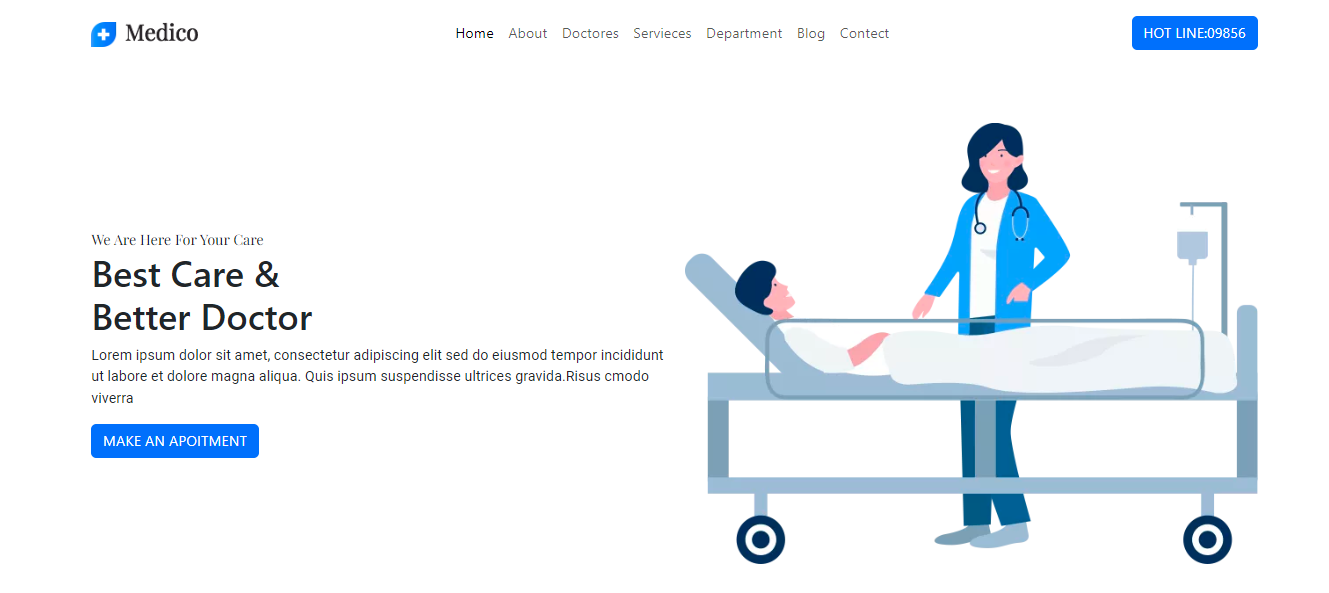 Medico
Home About Doctores Servieces Department Blog Contect
HOT LINE:09856
We Are Here For Your Care
Best Care &
Better Doctor
Lorem ipsum dolor sit amet, consectetur adipiscing elit sed do eiusmod tempor incididunt
ut labore et dolore magna aliqua. Quis ipsum suspendisse ultrices gravida.Risus cmodo
viverra
MAKE AN APOITMENT